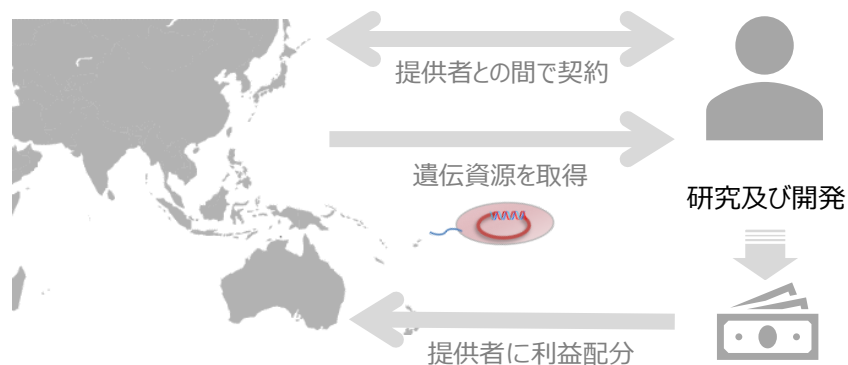 提供者との間で契約
遺伝資源を取得
研究及び開発
提供者に利益配分